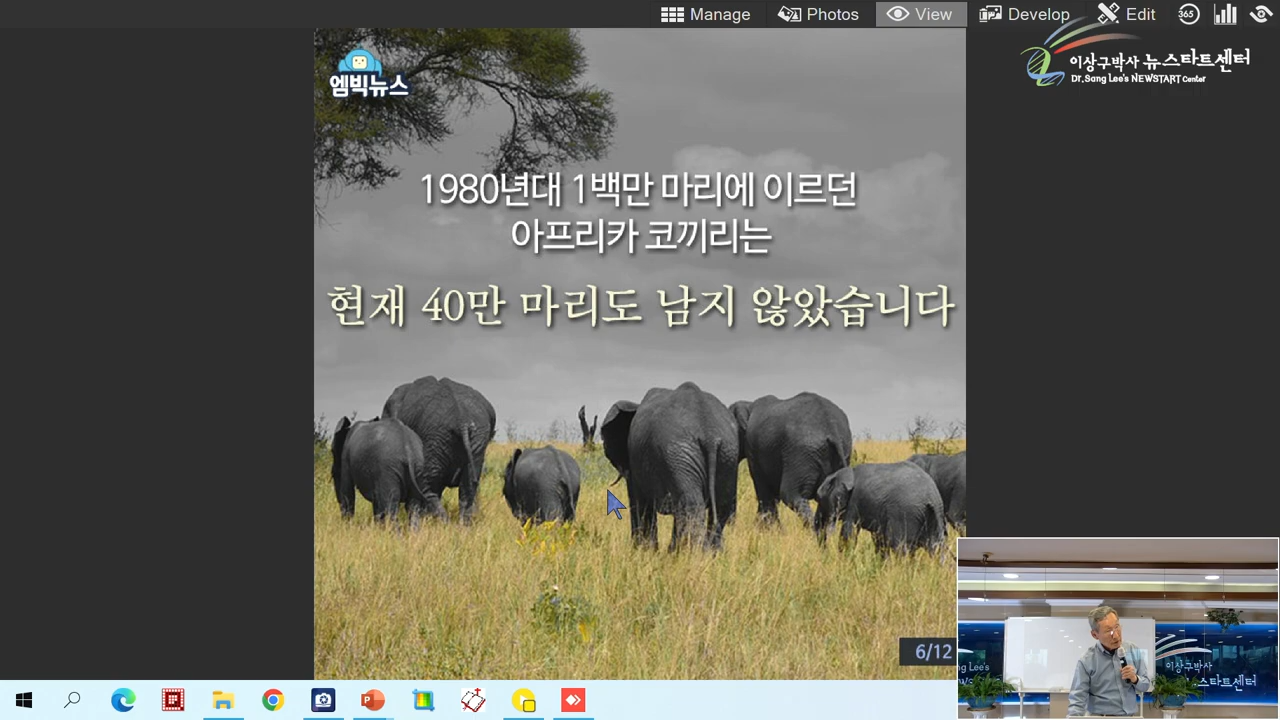 Manage
Photos
View
Develop
Edit
365
이상구박사 뉴스타트센터
Dr. Sang Lee's NEWSTART Center
엠빅뉴스
1980년대 1백만 마리에 이르던
아프리카 코끼리는
현재 40만 마리도 남지 않았습니다
6/12
ng Lee's
이상구박사
스타트센터